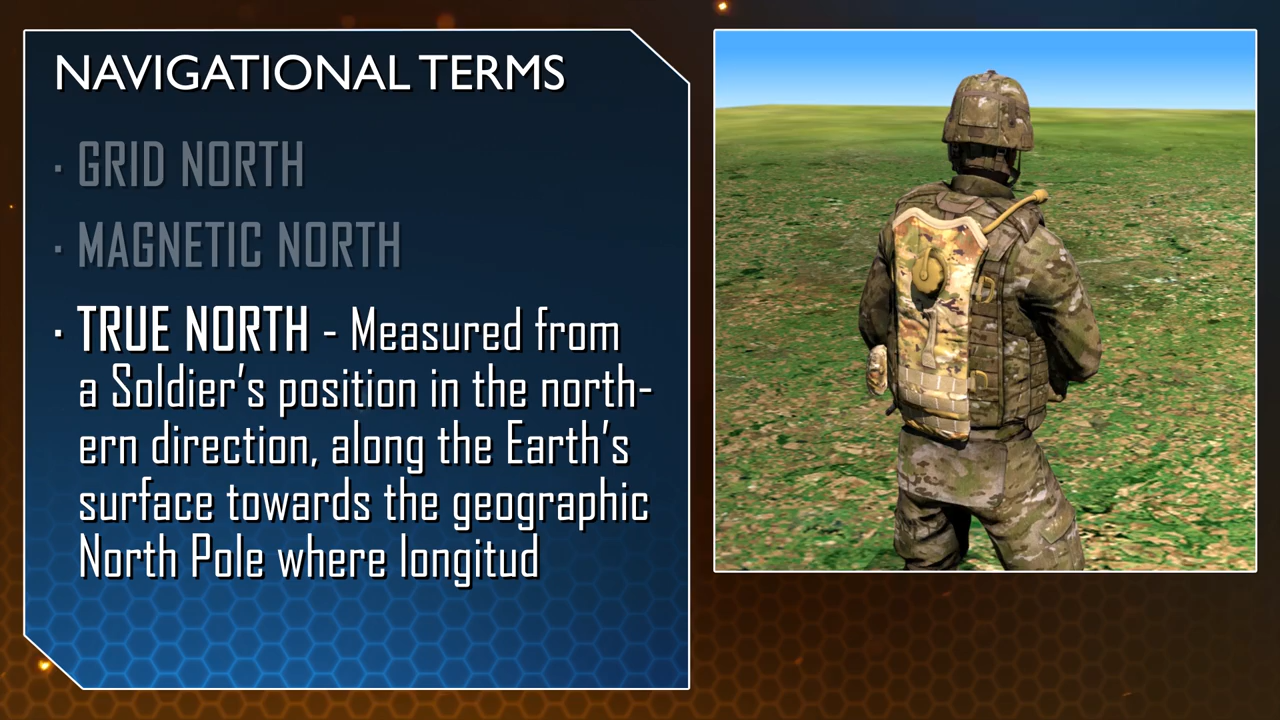 NAVIGATIONAL TERMS
· GRID NORTH
· MAGNETIC NORTH
· TRUE NORTH - Measured from
a Soldier's position in the north-
ern direction, along the Earth's
surface towards the geographic
North Pole where longitud